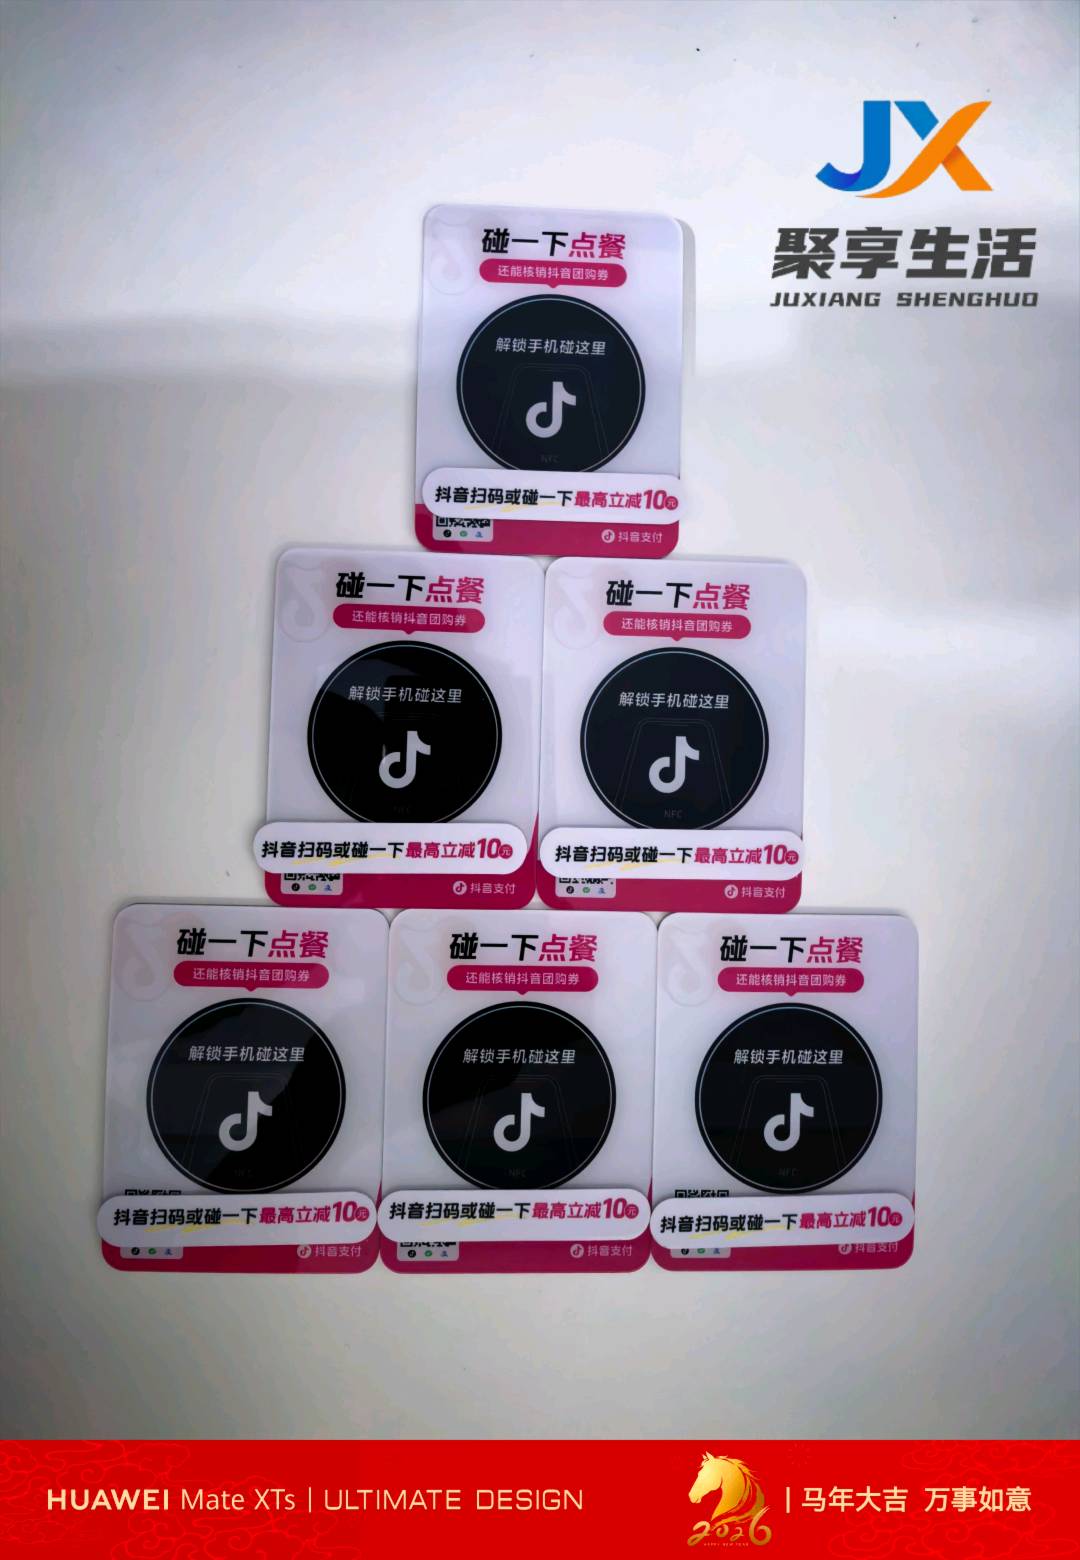 JX
聚享生活
JUXIANG SHENGHUO
碰一下点餐
还能核销抖音团购券
解锁手机碰这里
NFC
抖音扫码或碰一下最高立减10元
抖音支付
碰一下点餐
还能核销抖音团购券
解锁手机碰这里
NFC
抖音扫码或碰一下最高立减10元
抖音支付
碰一下点餐
还能核销抖音团购券
解锁手机碰这里
NFC
抖音扫码或碰一下最高立减10元
抖音支付
碰一下点餐
还能核销抖音团购券
解锁手机碰这里
NFC
抖音扫码或碰一下最高立减10元
抖音支付
碰一下点餐
还能核销抖音团购券
解锁手机碰这里
NFC
抖音扫码或碰一下最高立减10元
抖音支付
碰一下点餐
还能核销抖音团购券
解锁手机碰这里
NFC
抖音扫码或碰一下最高立减10元
抖音支付
HUAWEI Mate XTs | ULTIMATE DESIGN
2026
HAPPY NEW YEAR
马年大吉 万事如意